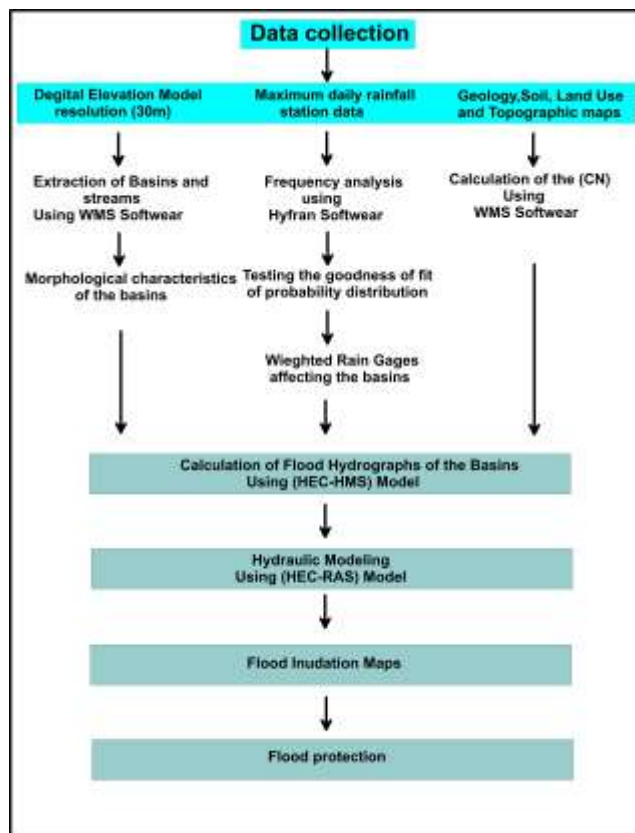 Data collection
Degital Elevation Model
resolution (30m)
Maximum daily rainfall
station data
Geology,Soil, Land Use
and Topographic maps
Extraction of Basins and
streams
Using WMS Softwear
Frequency analysis
using
Hyfran Softwear
Calculation of the (CN)
Using
WMS Softwear
Morphological characteristics
of the basins
Testing the goodness of fit
of probability distribution
Wieghted Rain Gages
affecting the basins
Calculation of Flood Hydrographs of the Basins
Using (HEC-HMS) Model
Hydraulic Modeling
Using (HEC-RAS) Model
Flood Inudation Maps
Flood protection